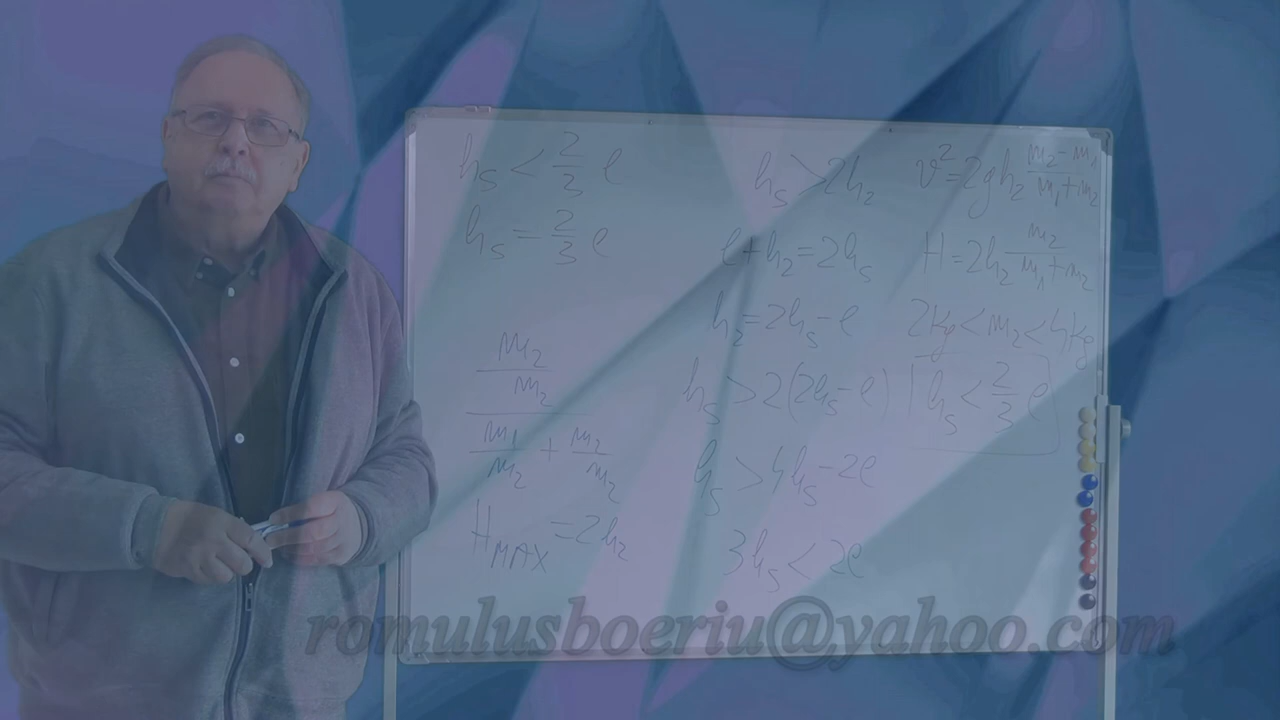 h_s < 2/3 e
h_s = 2/3 e
m_2/m_2
m_1/m_2 + m_2/m_2
H_MAX = 2h_2
h_s > 2h_2
e + h_2 = 2h_s
h_2 = 2h_s - e
h_s > 2(2h_s - e)
h_s > 4h_s - 2e
3h_s < 2e
v² = 2gh_2 (m_2 - m_1)/(m_1 + m_2)
H = 2h_2 m_2/(m_1 + m_2)
2kg < m_2 < 4kg
h_s < 2/3 e
romulusboeriu@yahoo.com